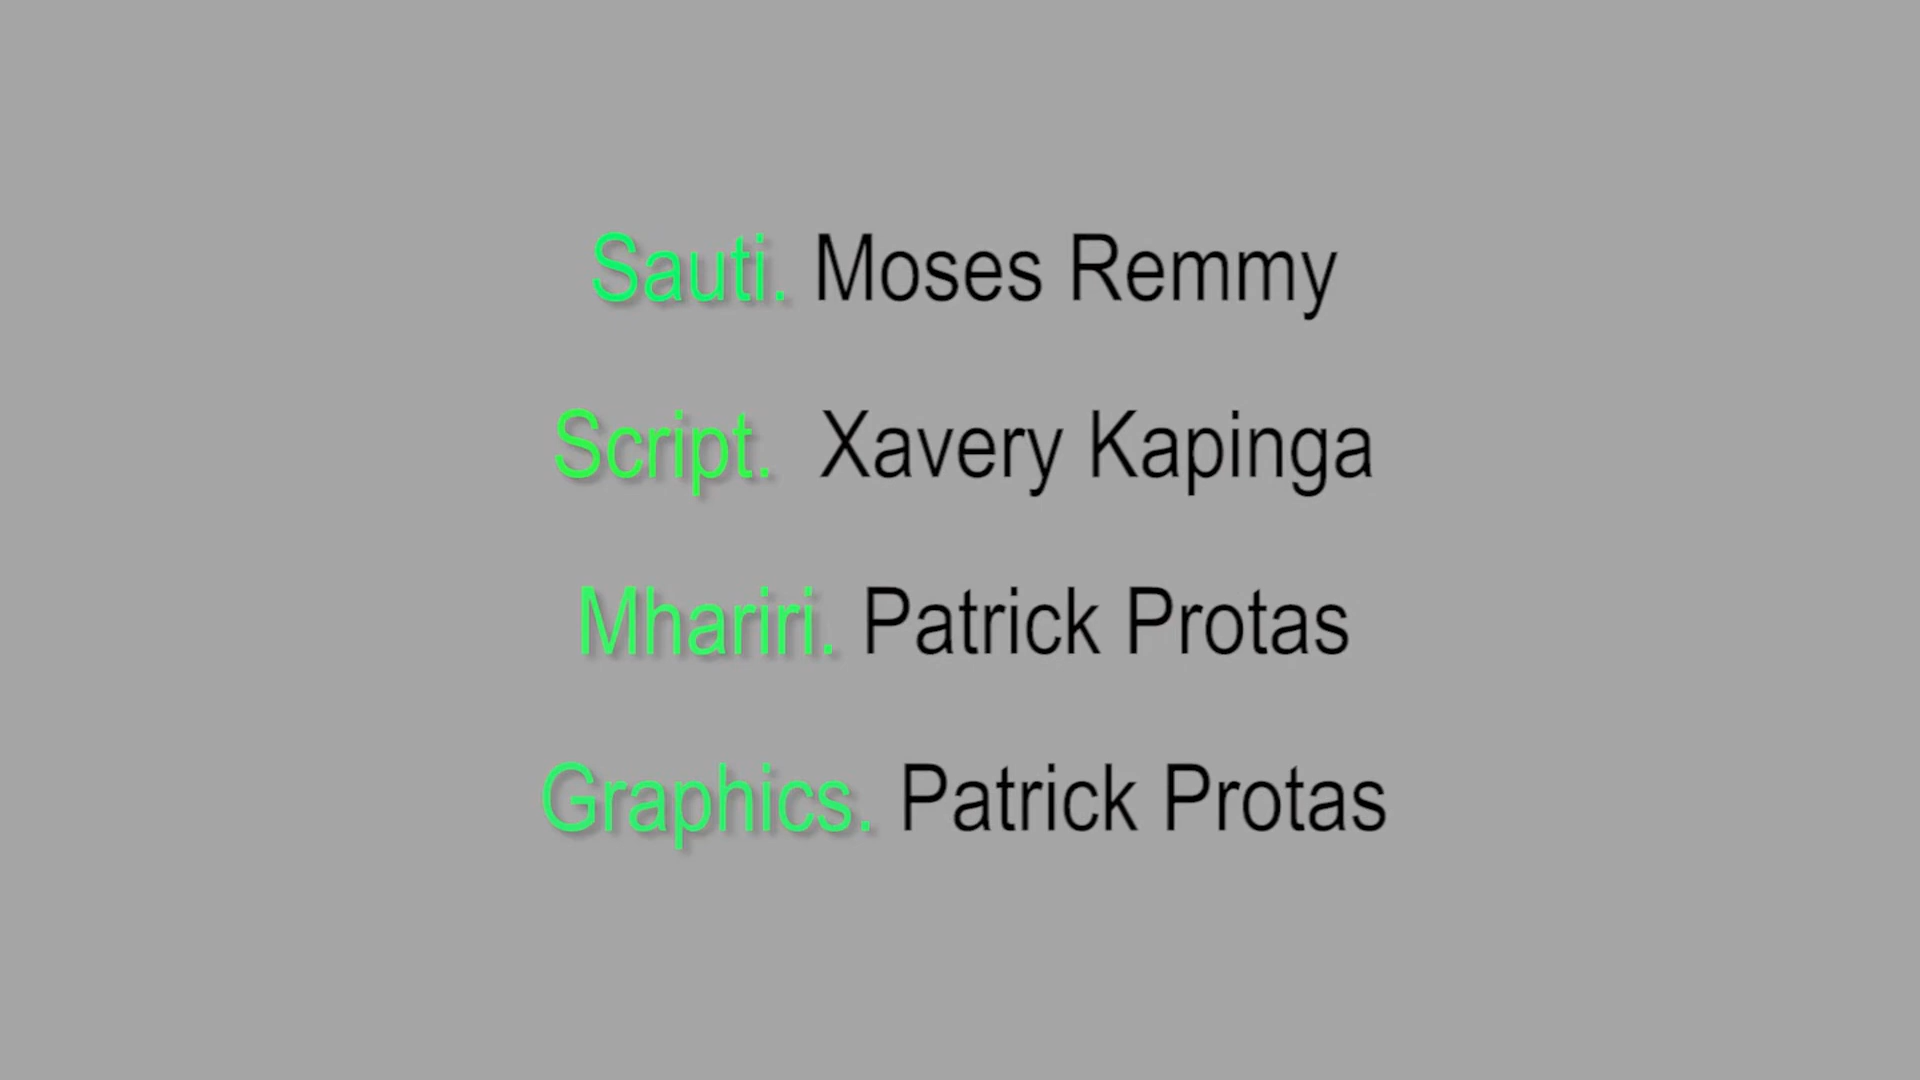 Sauti. Moses Remmy
Script. Xavery Kapinga
Mhariri. Patrick Protas
Graphics. Patrick Protas